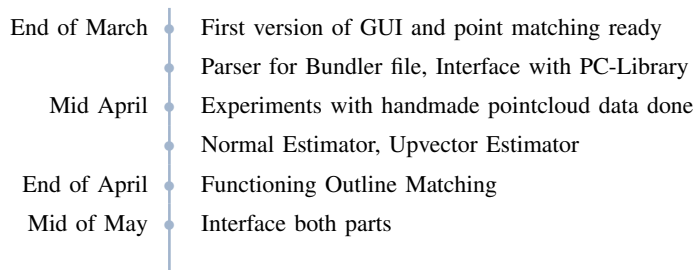 End of March First version of GUI and point matching ready
Parser for Bundler file, Interface with PC-Library
Mid April Experiments with handmade pointcloud data done
Normal Estimator, Upvector Estimator
End of April Functioning Outline Matching
Mid of May Interface both parts